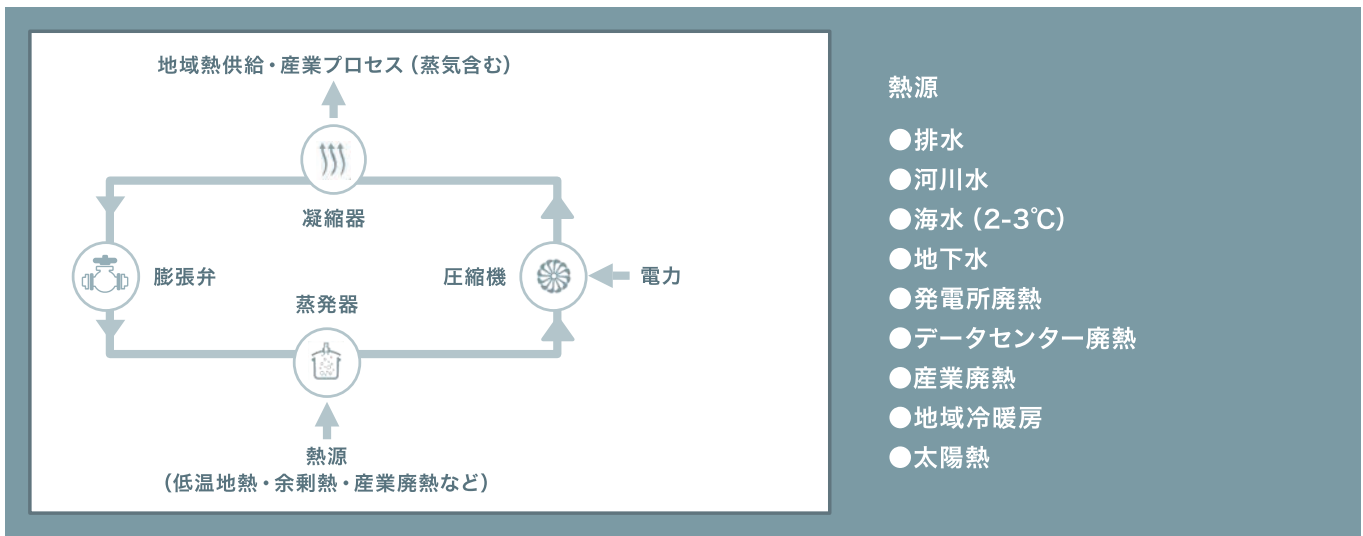 地域熱供給・産業プロセス（蒸気含む）
凝縮器
膨張弁
圧縮機
電力
蒸発器
熱源
（低温地熱・余剰熱・産業廃熱など）
熱源
●排水
●河川水
●海水（2-3℃）
●地下水
●発電所廃熱
●データセンター廃熱
●産業廃熱
●地域冷暖房
●太陽熱